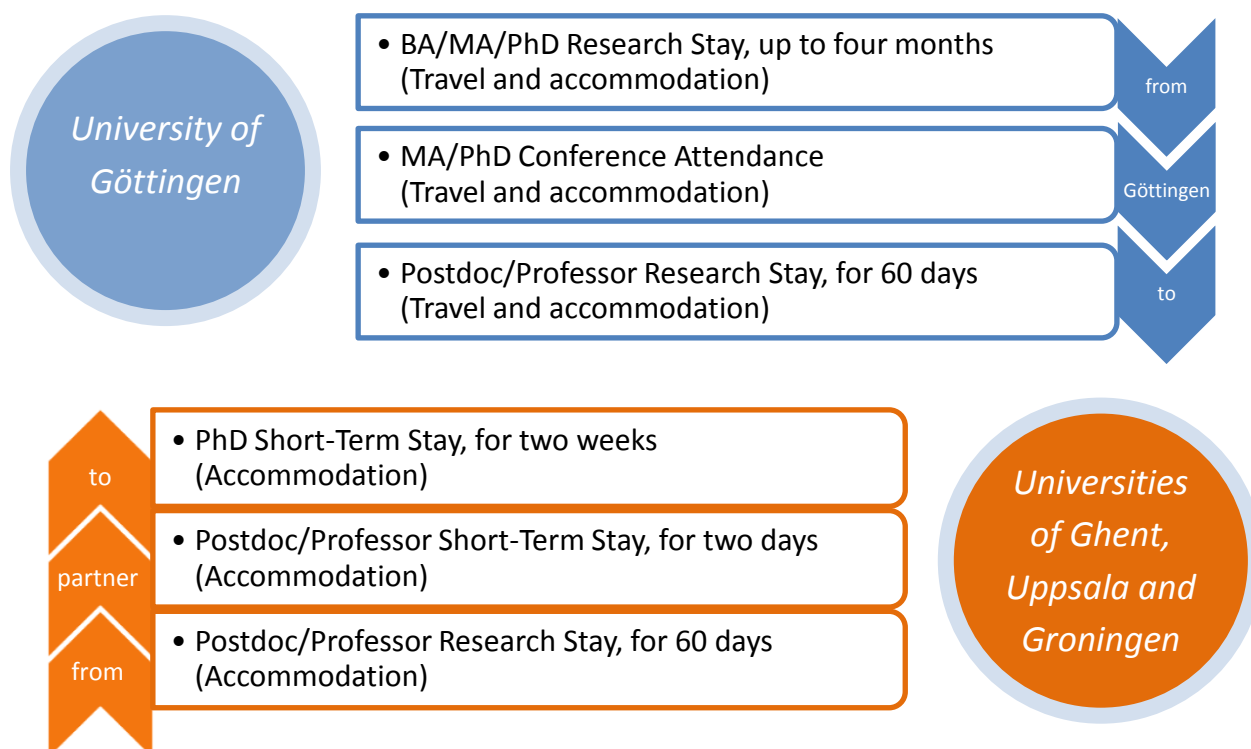 University of
Göttingen
• BA/MA/PhD Research Stay, up to four months
(Travel and accommodation)
• MA/PhD Conference Attendance
(Travel and accommodation)
• Postdoc/Professor Research Stay, for 60 days
(Travel and accommodation)
from
Göttingen
to
to
partner
from
• PhD Short-Term Stay, for two weeks
(Accommodation)
• Postdoc/Professor Short-Term Stay, for two days
(Accommodation)
• Postdoc/Professor Research Stay, for 60 days
(Accommodation)
Universities
of Ghent,
Uppsala and
Groningen